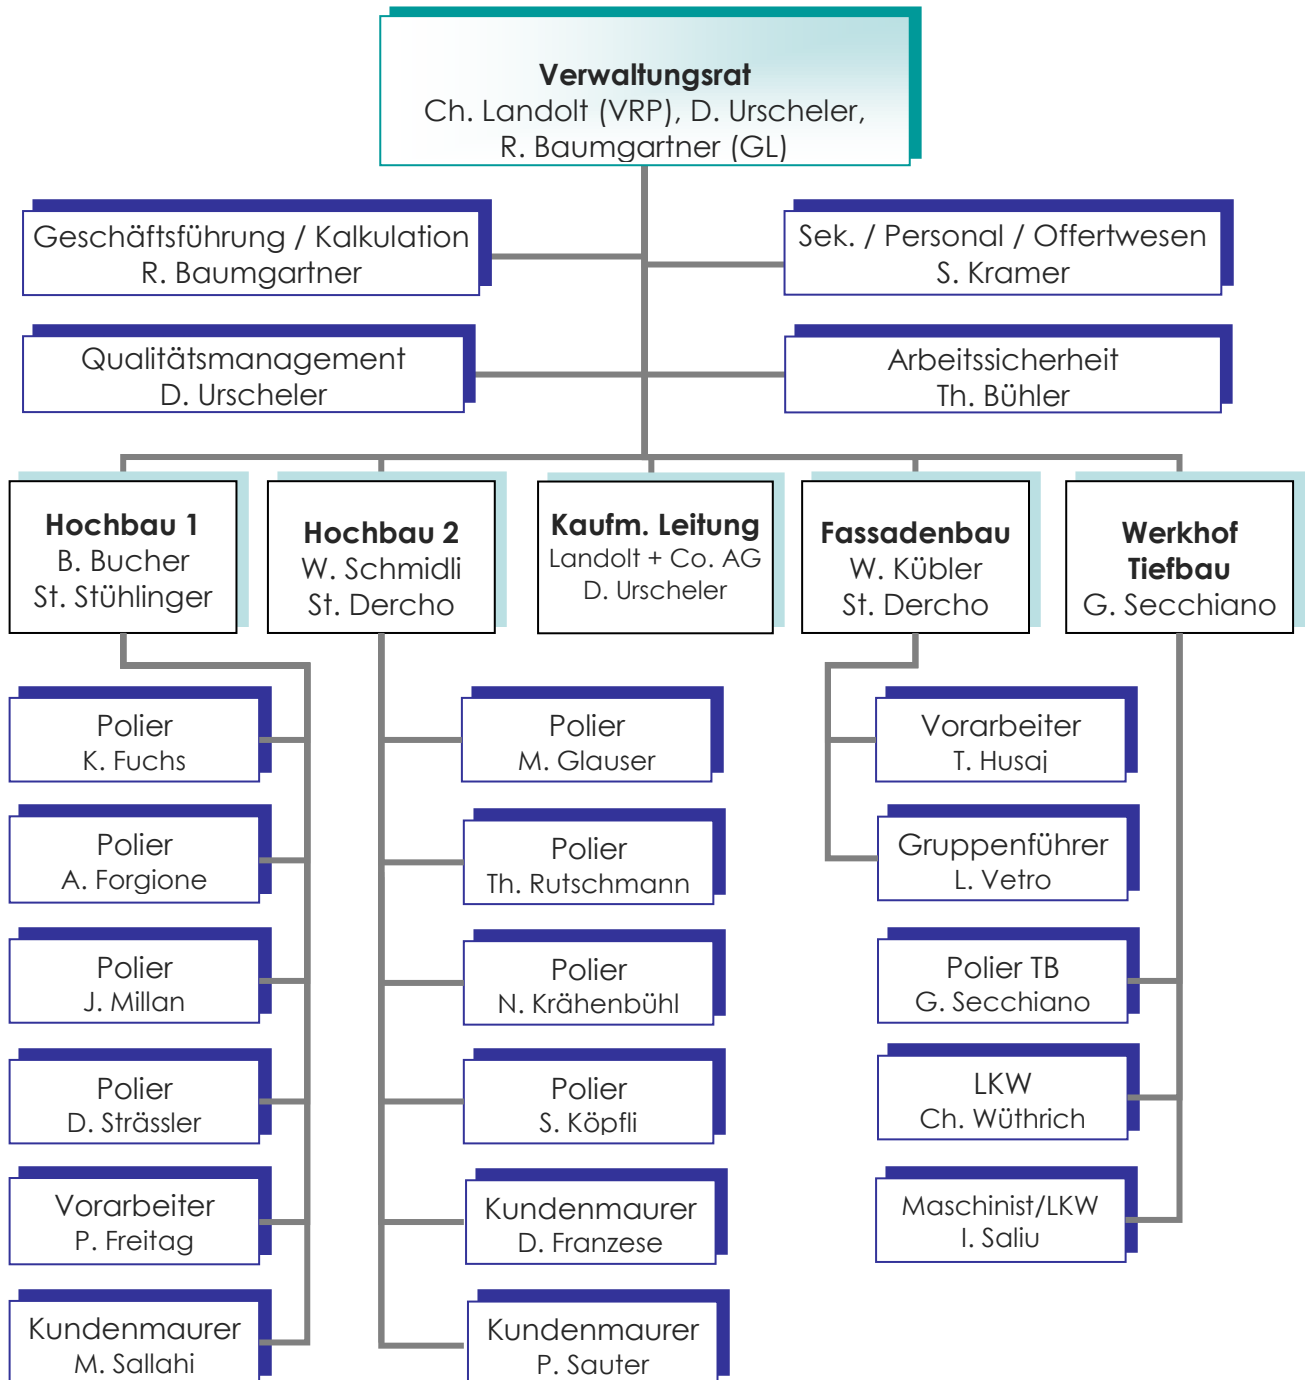 Verwaltungsrat
Ch. Landolt (VRP), D. Urscheler,
R. Baumgartner (GL)
Geschäftsführung / Kalkulation
R. Baumgartner
Sek. / Personal / Offertwesen
S. Kramer
Qualitätsmanagement
D. Urscheler
Arbeitssicherheit
Th. Bühler
Hochbau 1
B. Bucher
St. Stühlinger
Hochbau 2
W. Schmidli
St. Dercho
Kaufm. Leitung
Landolt + Co. AG
D. Urscheler
Fassadenbau
W. Kübler
St. Dercho
Werkhof
Tiefbau
G. Secchiano
Polier
K. Fuchs
Polier
A. Forgione
Polier
J. Millan
Polier
D. Strässler
Vorarbeiter
P. Freitag
Kundenmaurer
M. Sallahi
Polier
M. Glauser
Polier
Th. Rutschmann
Polier
N. Krähenbühl
Polier
S. Köpfli
Kundenmaurer
D. Franzese
Kundenmaurer
P. Sauter
Vorarbeiter
T. Husaj
Gruppenführer
L. Vetro
Polier TB
G. Secchiano
LKW
Ch. Wüthrich
Maschinist/LKW
I. Saliu